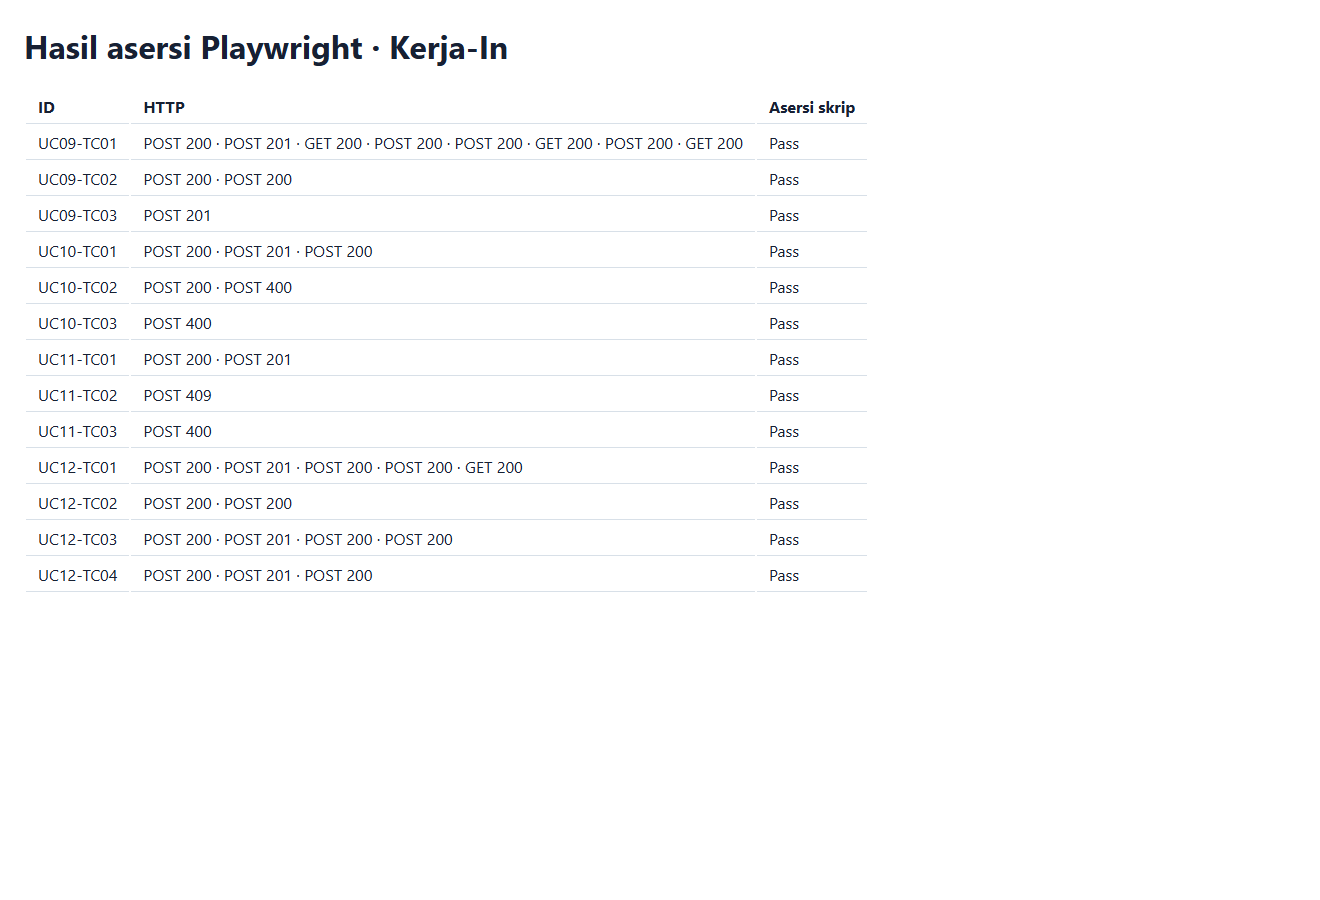 Hasil asersi Playwright · Kerja-In
ID HTTP Asersi skrip
UC09-TC01 POST 200 · POST 201 · GET 200 · POST 200 · POST 200 · GET 200 · POST 200 · GET 200 Pass
UC09-TC02 POST 200 · POST 200 Pass
UC09-TC03 POST 201 Pass
UC10-TC01 POST 200 · POST 201 · POST 200 Pass
UC10-TC02 POST 200 · POST 400 Pass
UC10-TC03 POST 400 Pass
UC11-TC01 POST 200 · POST 201 Pass
UC11-TC02 POST 409 Pass
UC11-TC03 POST 400 Pass
UC12-TC01 POST 200 · POST 201 · POST 200 · POST 200 · GET 200 Pass
UC12-TC02 POST 200 · POST 200 Pass
UC12-TC03 POST 200 · POST 201 · POST 200 · POST 200 Pass
UC12-TC04 POST 200 · POST 201 · POST 200 Pass